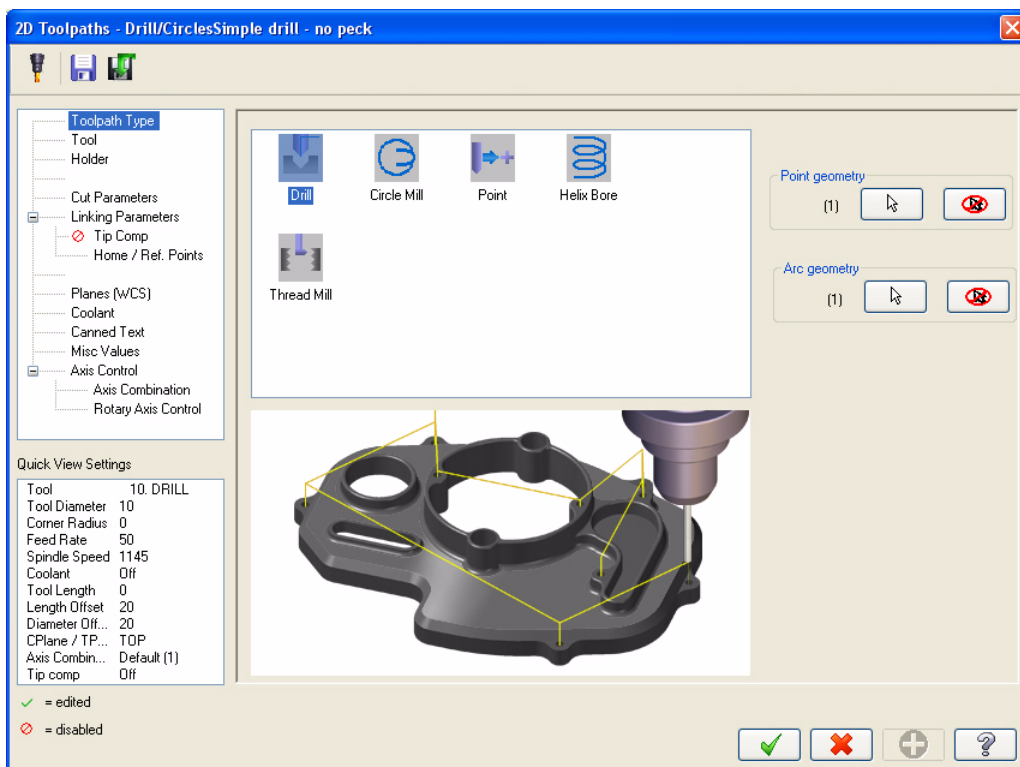 2D Toolpaths - Drill/CirclesSimple drill - no peck
Toolpath Type
Tool
Holder
Cut Parameters
Linking Parameters
Tip Comp
Home / Ref. Points
Planes (WCS)
Coolant
Canned Text
Misc Values
Axis Control
Axis Combination
Rotary Axis Control
Drill
Circle Mill
Point
Helix Bore
Thread Mill
Point geometry
(1)
Arc geometry
(1)
Quick View Settings
Tool 10. DRILL
Tool Diameter 10
Corner Radius 0
Feed Rate 50
Spindle Speed 1145
Coolant Off
Tool Length 0
Length Offset 20
Diameter Off... 20
CPlane / TP... TOP
Axis Combin... Default (1)
Tip comp Off
= edited
= disabled